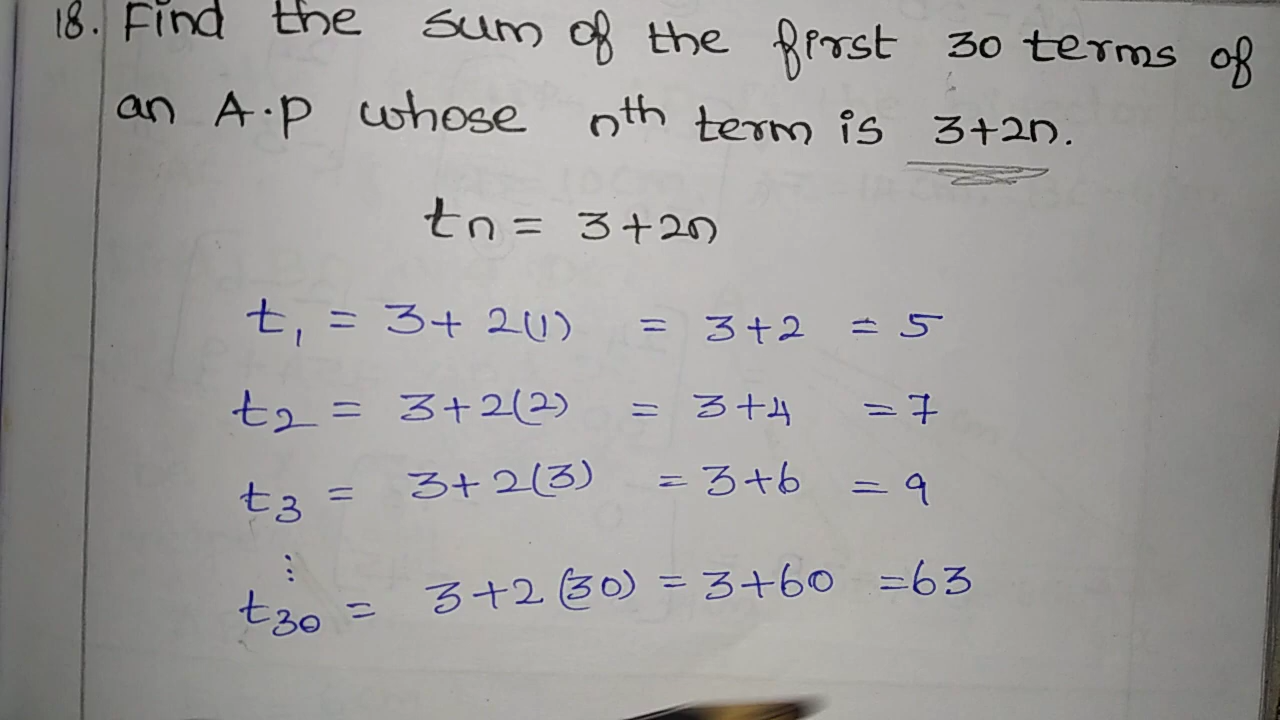 18. Find the sum of the first 30 terms of
an A.P whose nth term is 3+2n.
tn = 3+2n
t1 = 3+ 2(1) = 3+2 = 5
t2 = 3+2(2) = 3+4 = 7
t3 = 3+2(3) = 3+6 = 9
⋮
t30 = 3+2(30) = 3+60 = 63